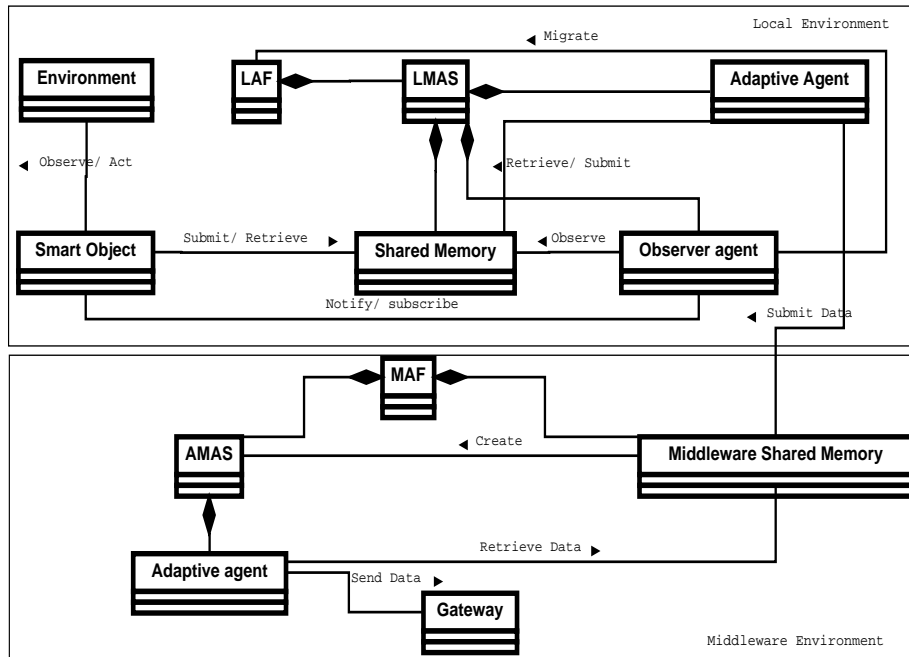 Local Environment
Migrate
Environment
LAF
LMAS
Adaptive Agent
Observe/ Act
Retrieve/ Submit
Smart Object
Submit/ Retrieve
Shared Memory
Observe
Observer agent
Notify/ subscribe
Submit Data
MAF
AMAS
Create
Middleware Shared Memory
Retrieve Data
Adaptive agent
Send Data
Gateway
Middleware Environment